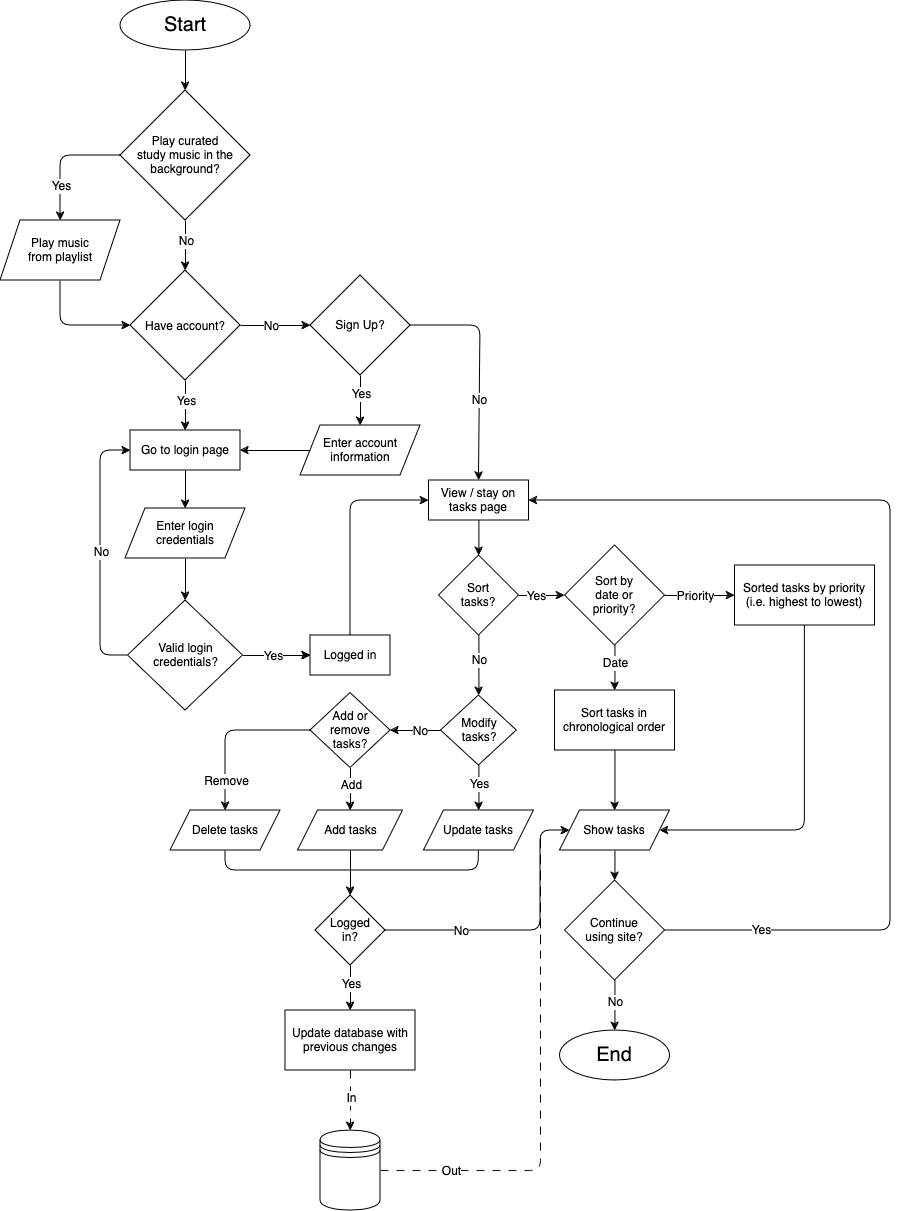 Start
Play curated
study music in the
background?
Yes
Play music
from playlist
No
Have account?
No
Sign Up?
Yes
Yes
No
Go to login page
Enter account
information
Enter login
credentials
No
Valid login
credentials?
Yes
Logged in
View / stay on
tasks page
Sort
tasks?
Yes
Sort by
date or
priority?
Priority
Sorted tasks by priority
(i.e. highest to lowest)
No
Date
Sort tasks in
chronological order
Modify
tasks?
No
Add or
remove
tasks?
Remove
Add
Yes
Delete tasks
Add tasks
Update tasks
Show tasks
Logged
in?
No
Continue
using site?
Yes
Yes
No
Update database with
previous changes
End
In
Out